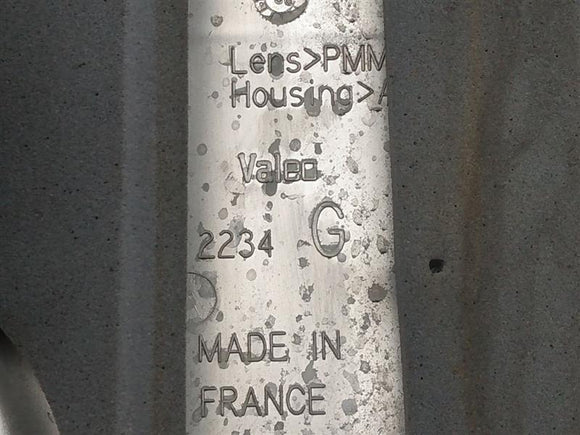 Lens>PMM
Housing>A
Valeo
2234 G
MADE IN
FRANCE